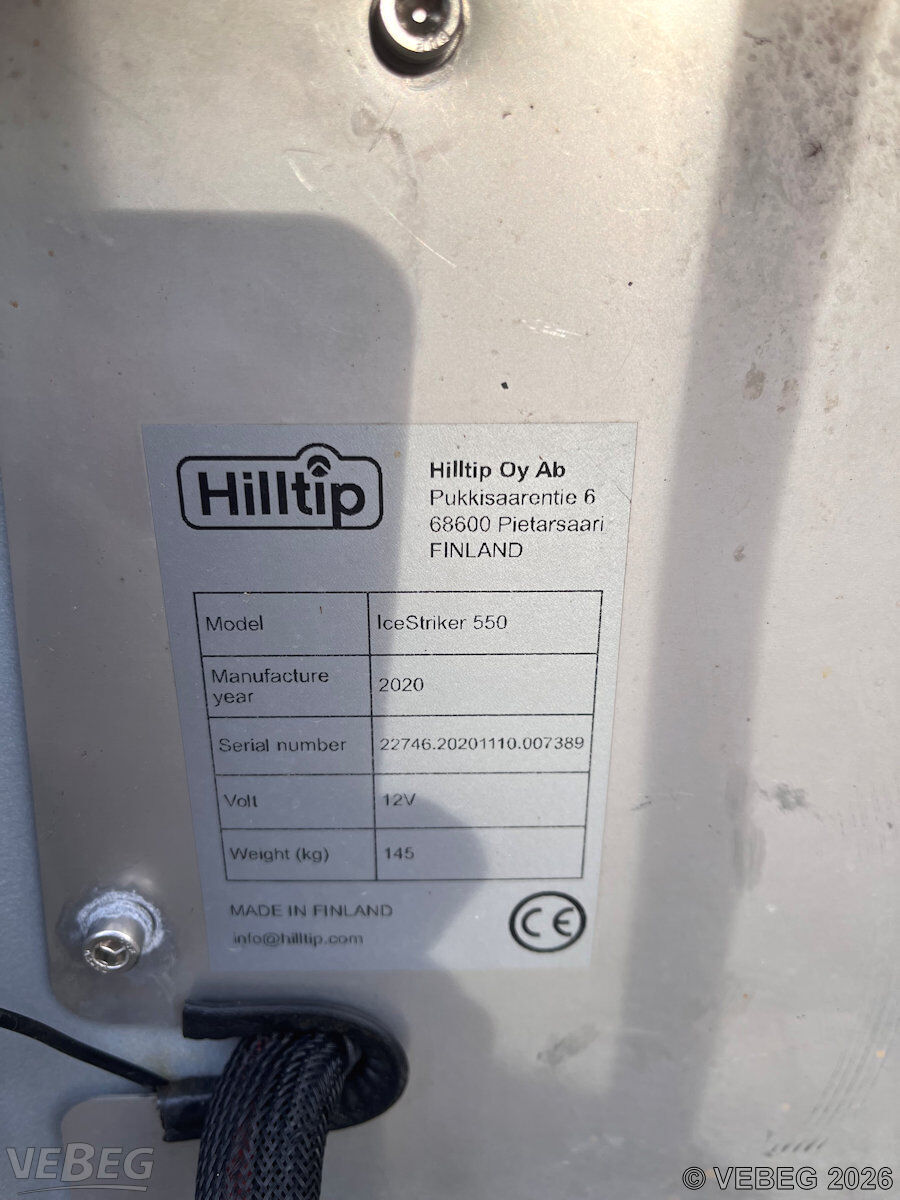 Hilltip
Hilltip Oy Ab
Pukkisaarentie 6
68600 Pietarsaari
FINLAND
Model IceStriker 550
Manufacture year 2020
Serial number 22746.20201110.007389
Volt 12V
Weight (kg) 145
MADE IN FINLAND
info@hilltip.com
CE
VEBEG
© VEBEG 2026